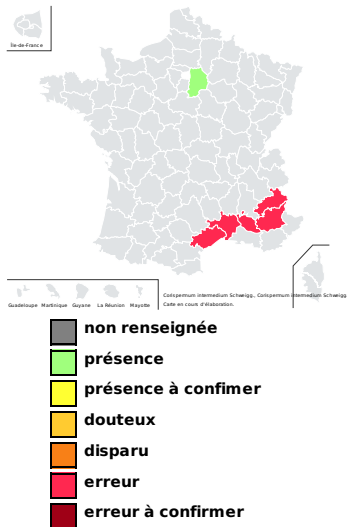 Île-de-France
Guadeloupe Martinique Guyane La Réunion Mayotte
Corispermum intermedium Schweigg., Corispermum intermedium Schweigg
Carte en cours d'élaboration.
non renseignée
présence
présence à confimer
douteux
disparu
erreur
erreur à confirmer